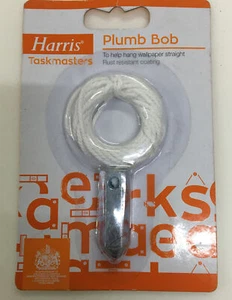 Harris
Taskmasters
Plumb Bob
To help hang wallpaper straight
Rust resistant coating